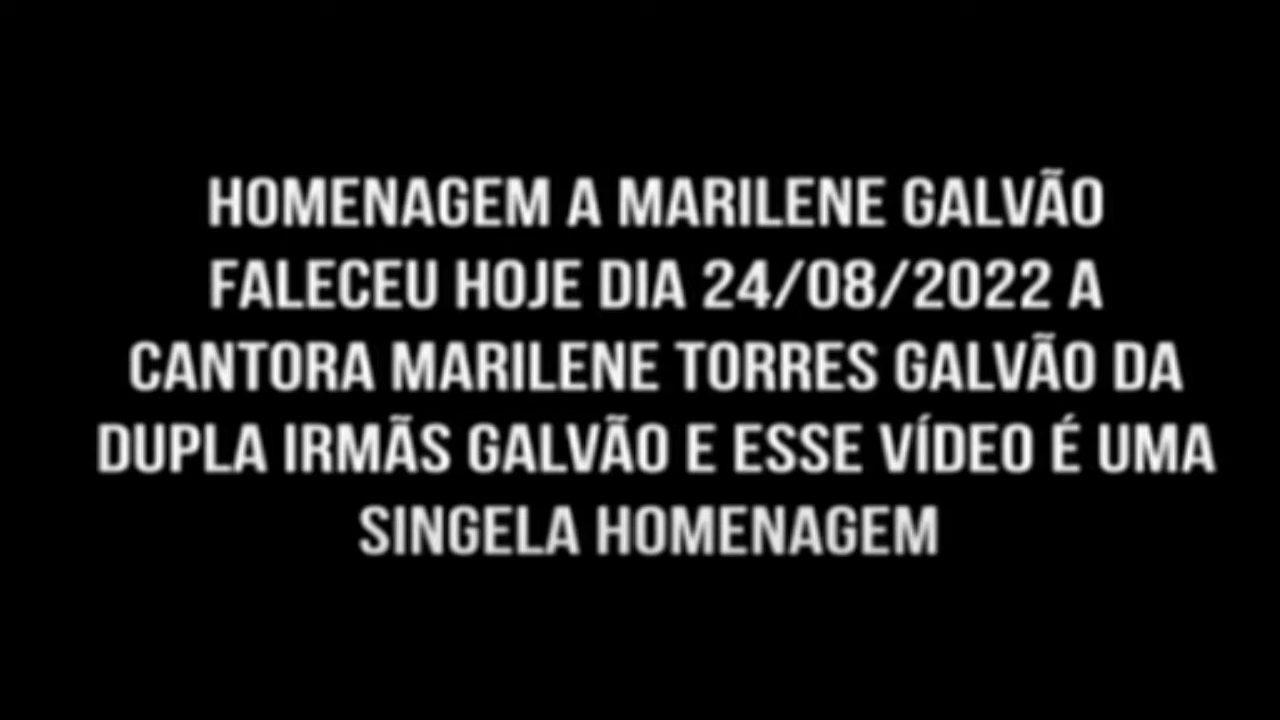 HOMENAGEM A MARILENE GALVÃO
FALECEU HOJE DIA 24/08/2022 A
CANTORA MARILENE TORRES GALVÃO DA
DUPLA IRMÃS GALVÃO E ESSE VÍDEO É UMA
SINGELA HOMENAGEM